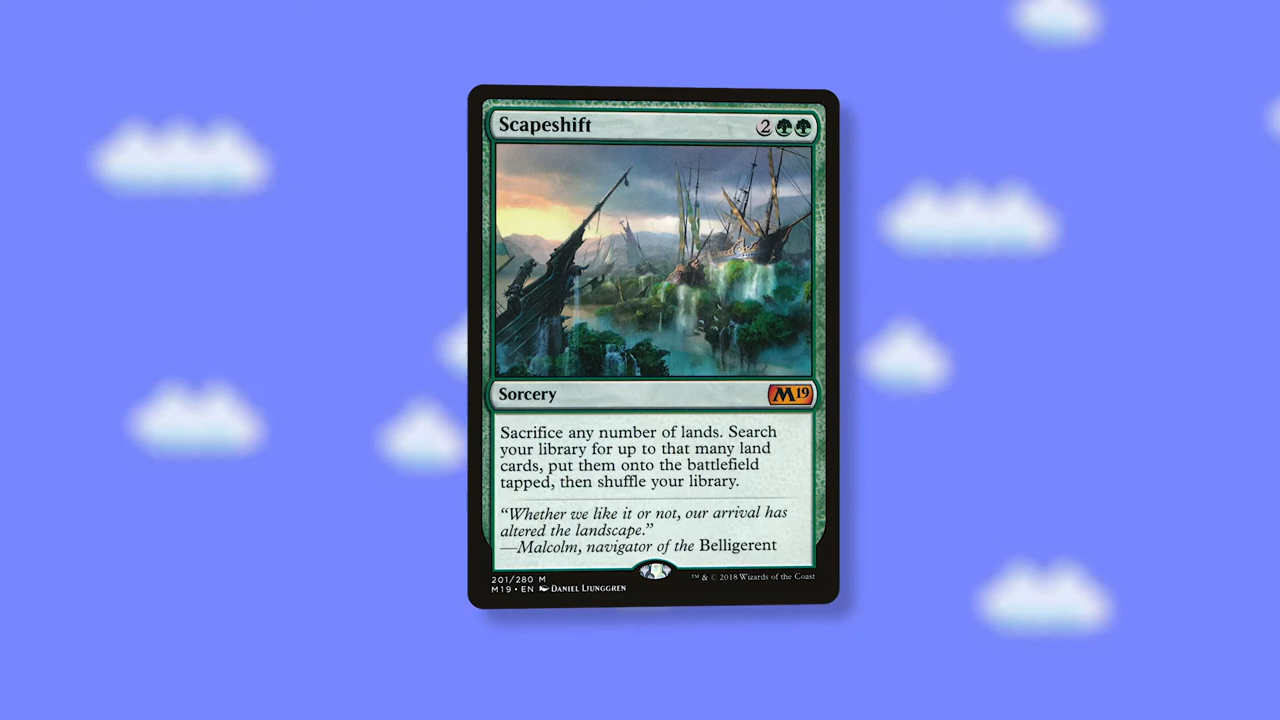 Scapeshift
2
Sorcery
M19
Sacrifice any number of lands. Search
your library for up to that many land
cards, put them onto the battlefield
tapped, then shuffle your library.
“Whether we like it or not, our arrival has
altered the landscape.”
—Malcolm, navigator of the Belligerent
201/280 M
M19 • EN DANIEL LJUNGGREN
™ & © 2018 Wizards of the Coast